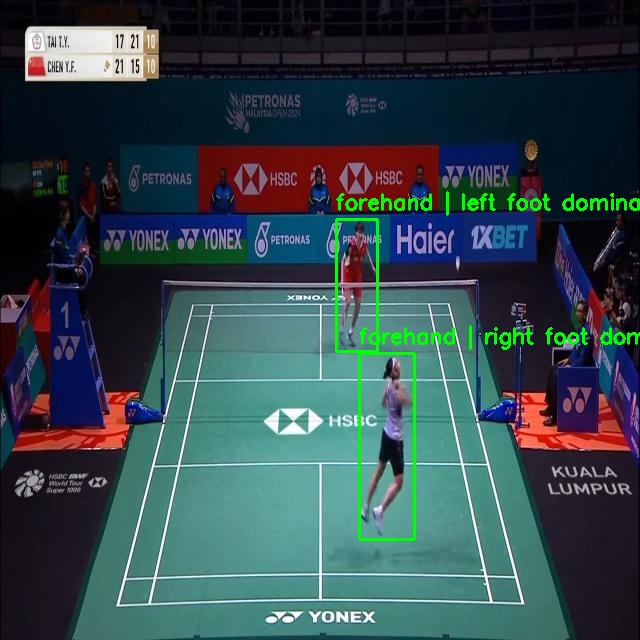 TAI T.Y. 17 21 10
CHEN Y.F. 21 15 10
PETRONAS
MALAYSIA OPEN 2024
PETRONAS
HSBC
HSBC
YONEX
forehand | left foot domina
YONEX
YONEX
PETRONAS
PETRONAS
Haier
1XBET
YONEX
1
forehand | right foot dom
HSBC
HSBC BWF
World Tour
Super 1000
KUALA
LUMPUR
YONEX